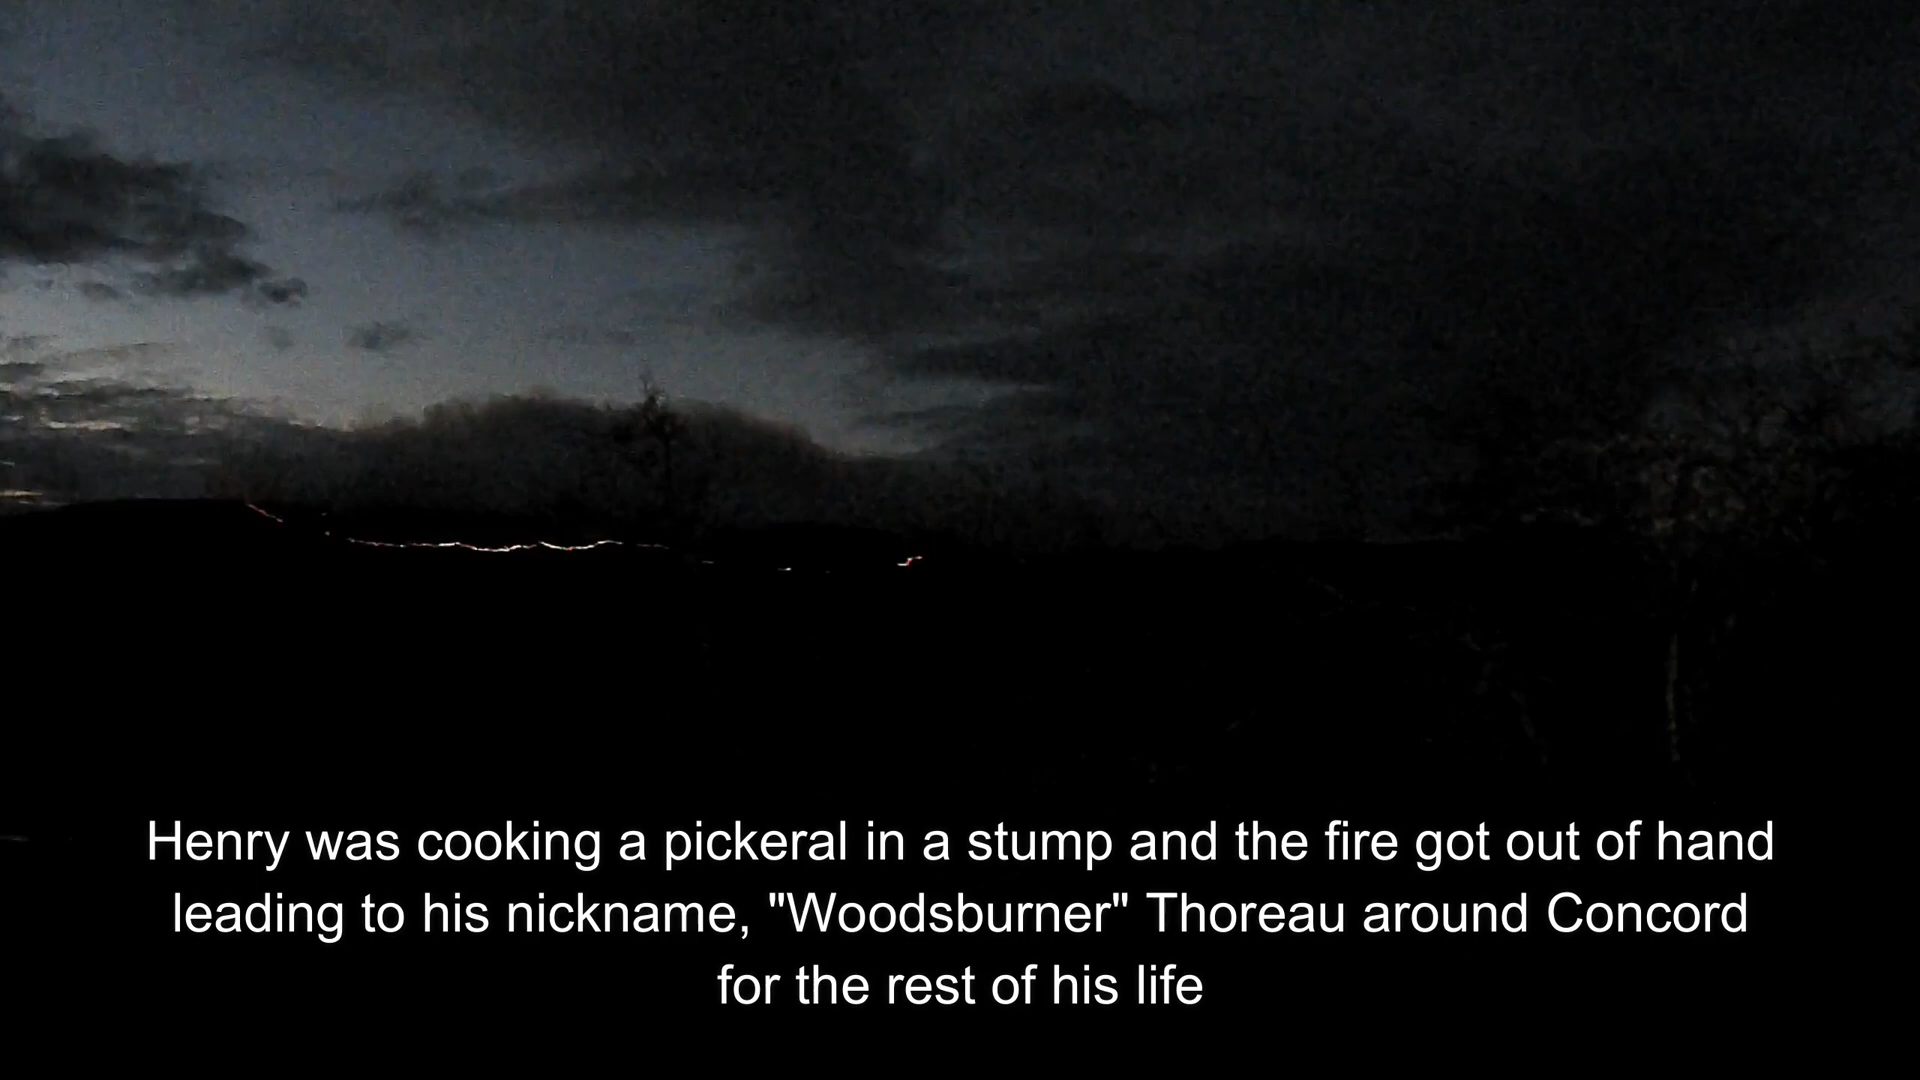 Henry was cooking a pickeral in a stump and the fire got out of hand
leading to his nickname, "Woodsburner" Thoreau around Concord
for the rest of his life